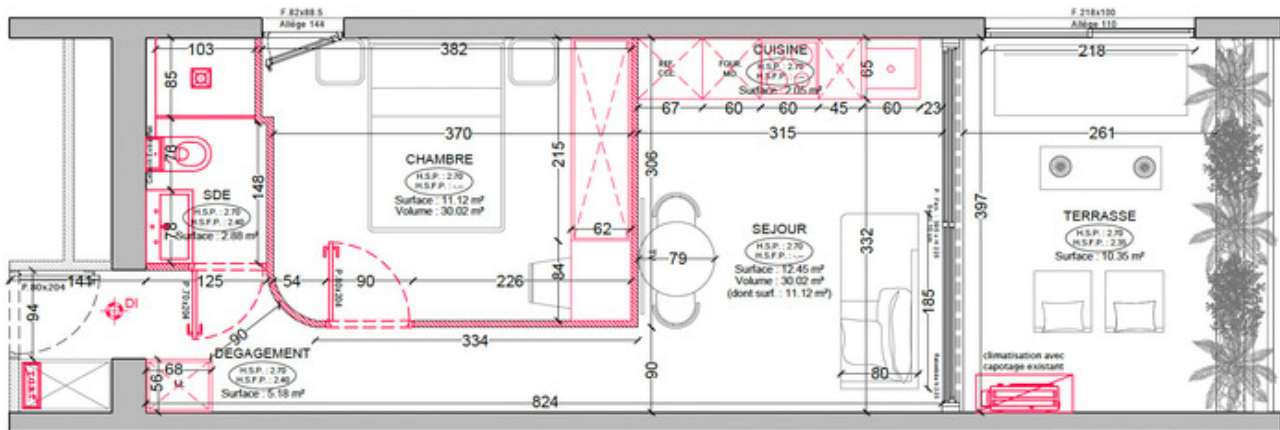 F. 82x88.5
Allège 144
F. 218x100
Allège 110
103
382
218
85
REF.
CGL.
FOUR.
MO.
CUISINE
H.S.P. : 2.70
H.S.F.P. : -.--
Surface : 2.05 m²
65
67
60
60
45
60
23
370
315
261
78
148
215
306
CHAMBRE
H.S.P. : 2.70
H.S.F.P. : -.--
Surface : 11.12 m²
Volume : 30.02 m³
SDE
H.S.P. : 2.70
H.S.F.P. : 2.40
Surface : 2.88 m²
78
62
79
SEJOUR
H.S.P. : 2.70
H.S.F.P. : -.--
Surface : 12.45 m²
Volume : 30.02 m³
(dont surf. : 11.12 m²)
332
397
TERRASSE
H.S.P. : 2.70
H.S.F.P. : 2.35
Surface : 10.35 m²
141
P.80x204
125
54
90
226
84
185
94
DI
P.70x204
P.80x204
90
334
DEGAGEMENT
H.S.P. : 2.70
H.S.F.P. : 2.40
Surface : 5.18 m²
68
56
90
80
824
climatisation avec
capotage existant